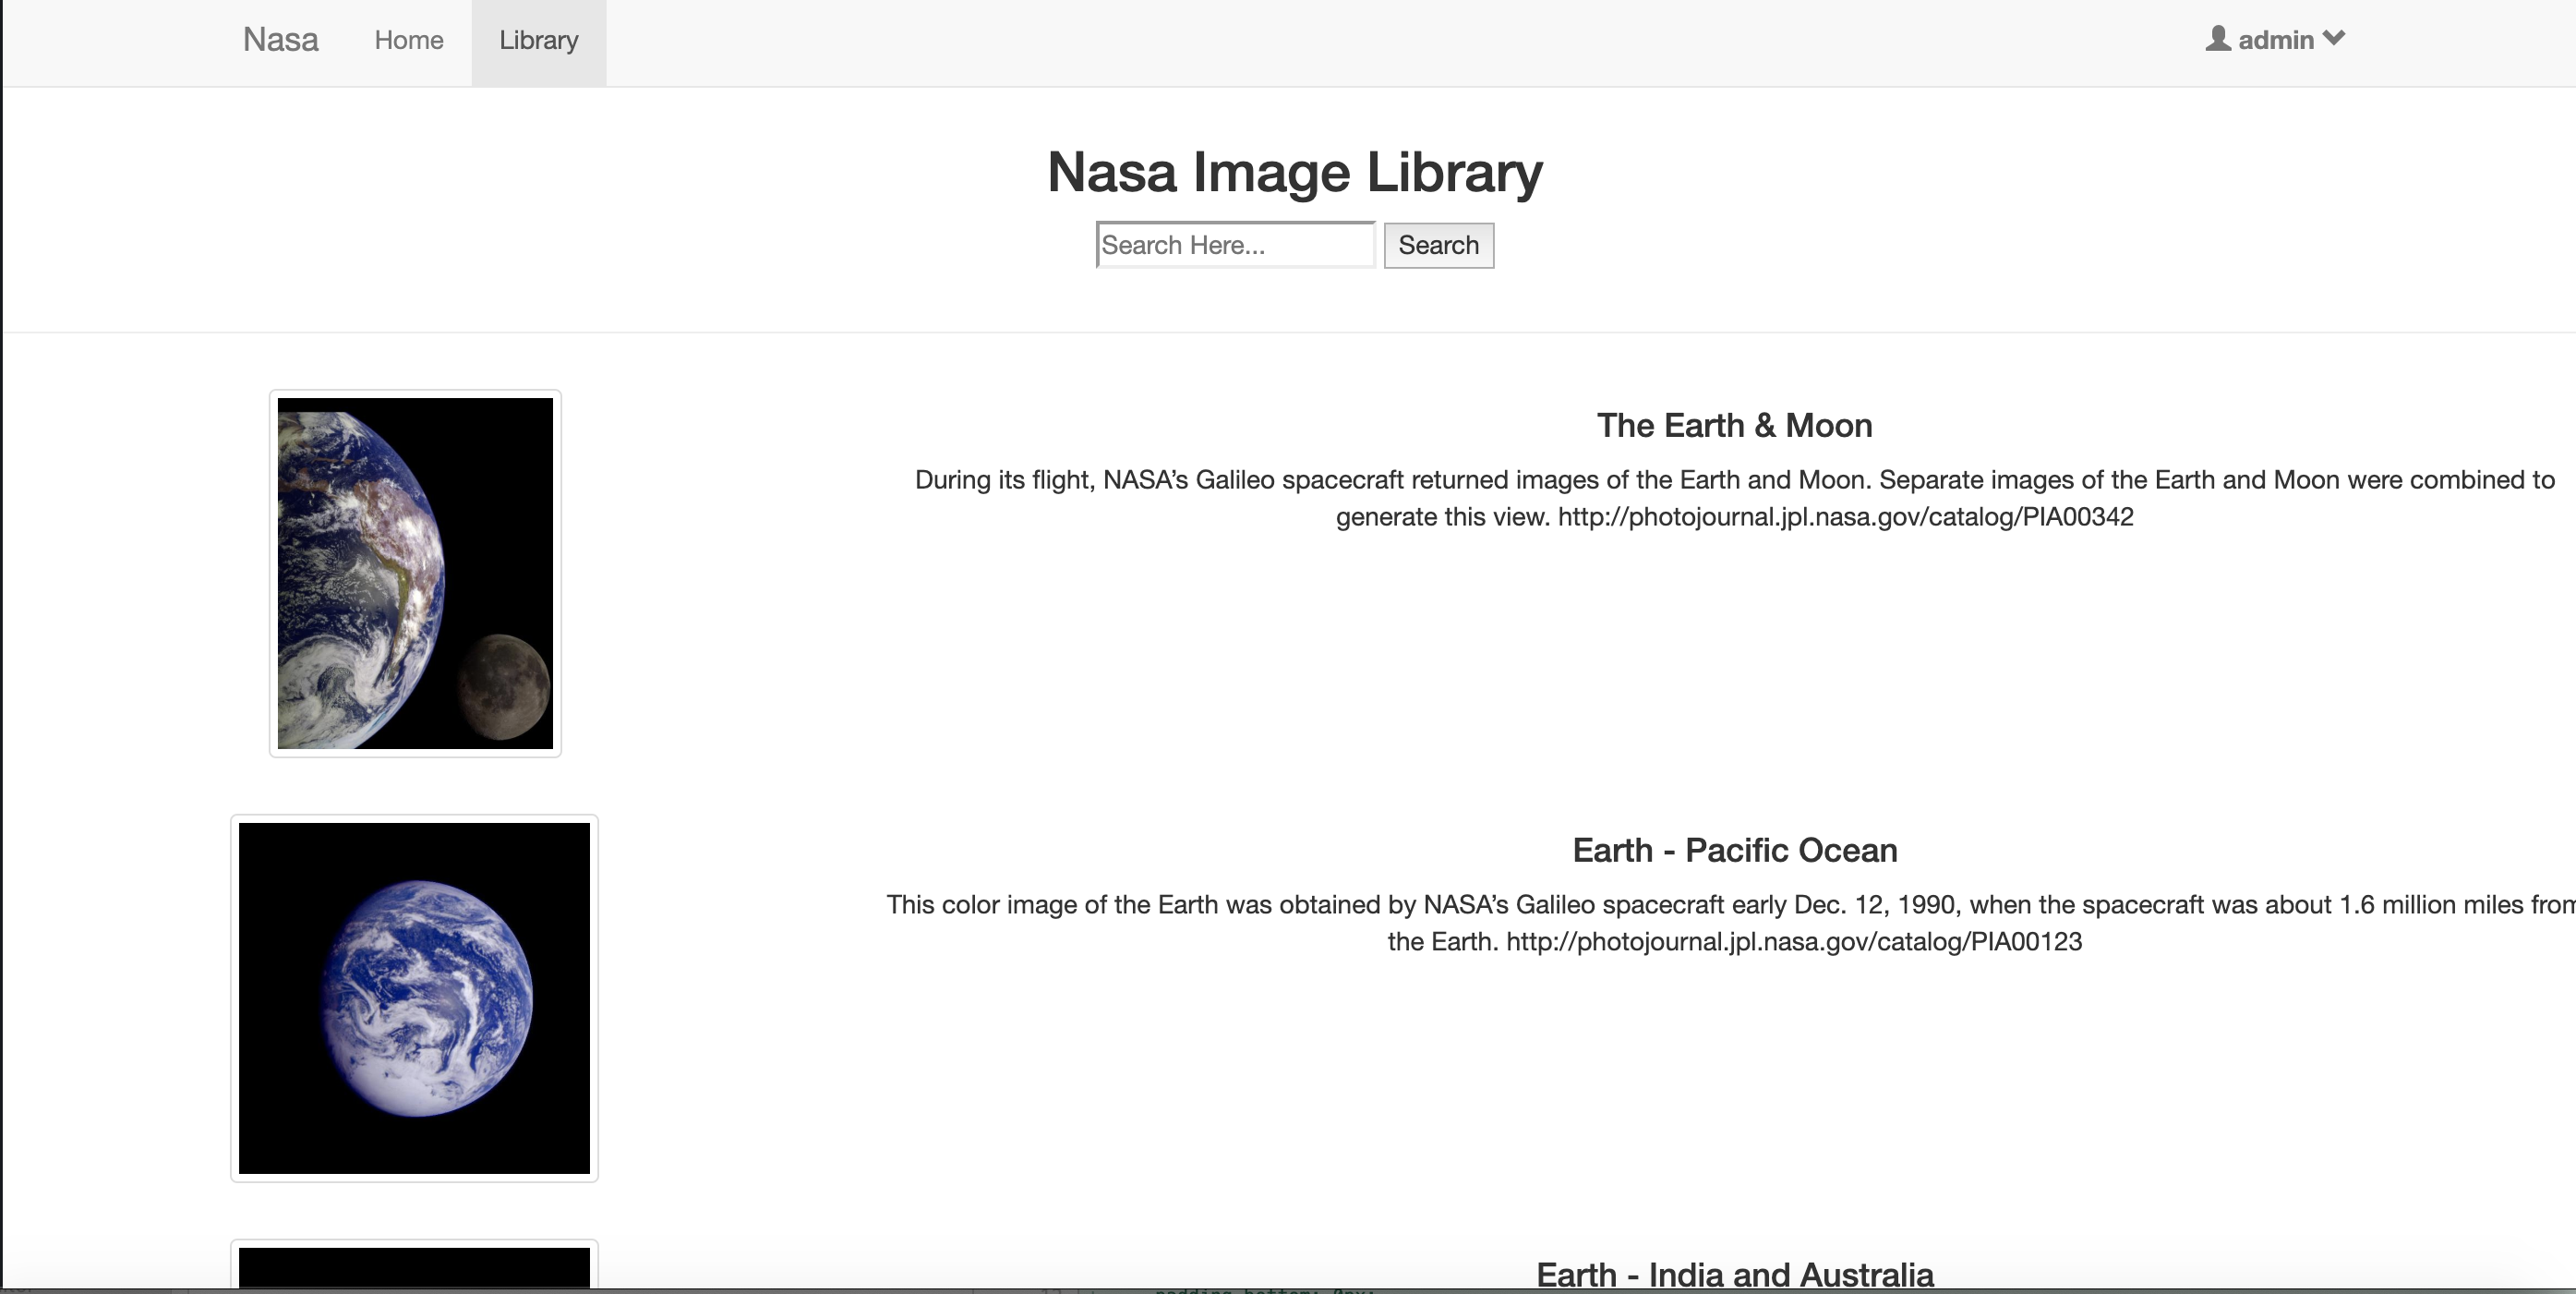 Nasa Home Library admin
Nasa Image Library
Search Here... Search
The Earth & Moon
During its flight, NASA’s Galileo spacecraft returned images of the Earth and Moon. Separate images of the Earth and Moon were combined to
generate this view. http://photojournal.jpl.nasa.gov/catalog/PIA00342
Earth - Pacific Ocean
This color image of the Earth was obtained by NASA’s Galileo spacecraft early Dec. 12, 1990, when the spacecraft was about 1.6 million miles from
the Earth. http://photojournal.jpl.nasa.gov/catalog/PIA00123
Earth - India and Australia